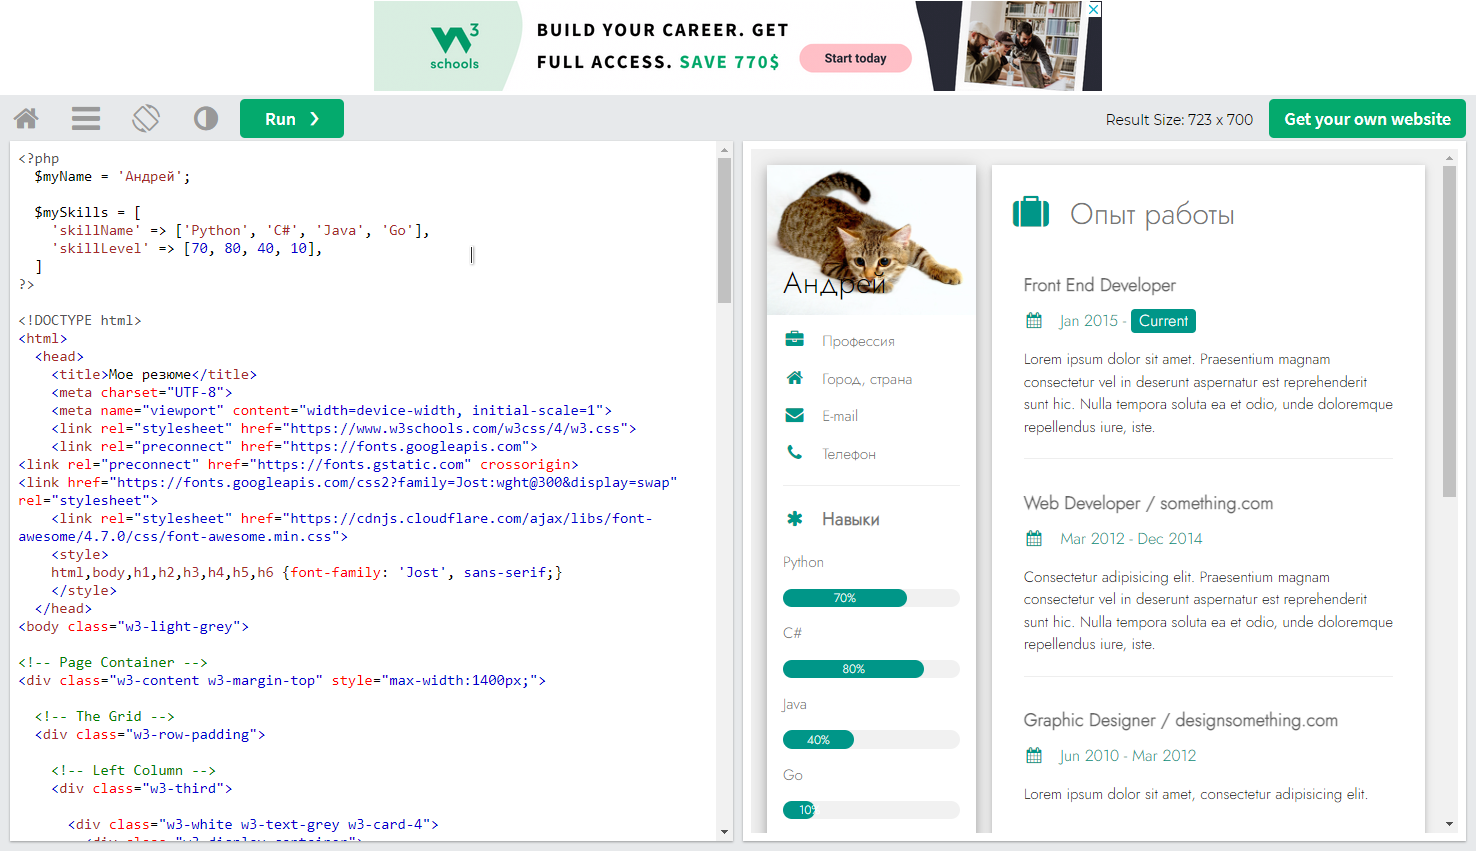 3
schools
BUILD YOUR CAREER. GET
FULL ACCESS. SAVE 770$
Start today
Run ❯
Result Size: 723 x 700
Get your own website
<?php
  $myName = 'Андрей';

  $mySkills = [
    'skillName' => ['Python', 'C#', 'Java', 'Go'],
    'skillLevel' => [70, 80, 40, 10],
  ]
?>

<!DOCTYPE html>
<html>
  <head>
    <title>Мое резюме</title>
    <meta charset="UTF-8">
    <meta name="viewport" content="width=device-width, initial-scale=1">
    <link rel="stylesheet" href="https://www.w3schools.com/w3css/4/w3.css">
    <link rel="preconnect" href="https://fonts.googleapis.com">
<link rel="preconnect" href="https://fonts.gstatic.com" crossorigin>
<link href="https://fonts.googleapis.com/css2?family=Jost:wght@300&display=swap"
rel="stylesheet">
    <link rel="stylesheet" href="https://cdnjs.cloudflare.com/ajax/libs/font-
awesome/4.7.0/css/font-awesome.min.css">
    <style>
    html,body,h1,h2,h3,h4,h5,h6 {font-family: 'Jost', sans-serif;}
    </style>
  </head>
<body class="w3-light-grey">

<!-- Page Container -->
<div class="w3-content w3-margin-top" style="max-width:1400px;">

  <!-- The Grid -->
  <div class="w3-row-padding">

    <!-- Left Column -->
    <div class="w3-third">

      <div class="w3-white w3-text-grey w3-card-4">
        <div class="w3-display-container">
Андрей
Профессия
Город, страна
E-mail
Телефон
Навыки
Python
70%
C#
80%
Java
40%
Go
10%
Опыт работы
Front End Developer
Jan 2015 - Current
Lorem ipsum dolor sit amet. Praesentium magnam
consectetur vel in deserunt aspernatur est reprehenderit
sunt hic. Nulla tempora soluta ea et odio, unde doloremque
repellendus iure, iste.
Web Developer / something.com
Mar 2012 - Dec 2014
Consectetur adipisicing elit. Praesentium magnam
consectetur vel in deserunt aspernatur est reprehenderit
sunt hic. Nulla tempora soluta ea et odio, unde doloremque
repellendus iure, iste.
Graphic Designer / designsomething.com
Jun 2010 - Mar 2012
Lorem ipsum dolor sit amet, consectetur adipisicing elit.